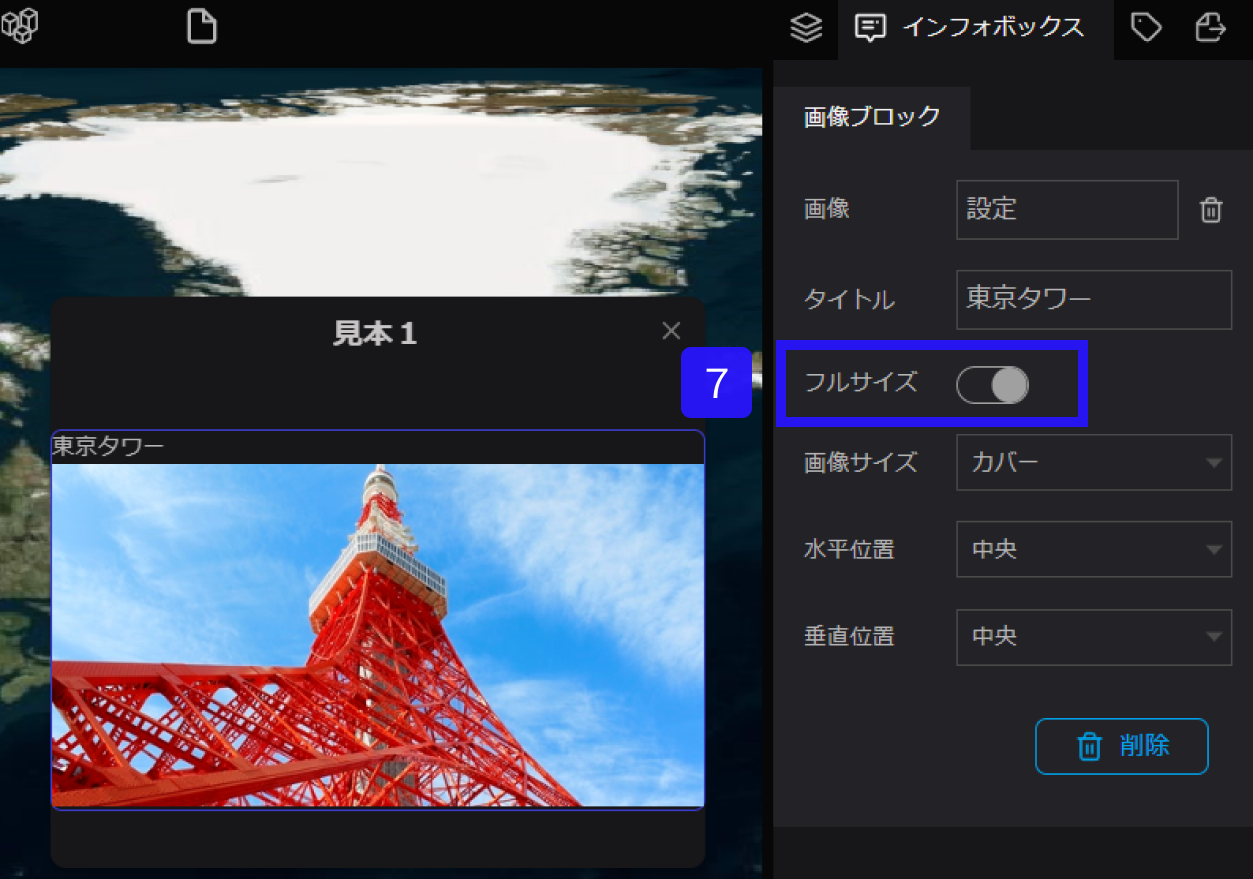 インフォボックス
画像ブロック
画像
設定
タイトル
東京タワー
見本 1
7
フルサイズ
東京タワー
画像サイズ
カバー
水平位置
中央
垂直位置
中央
削除